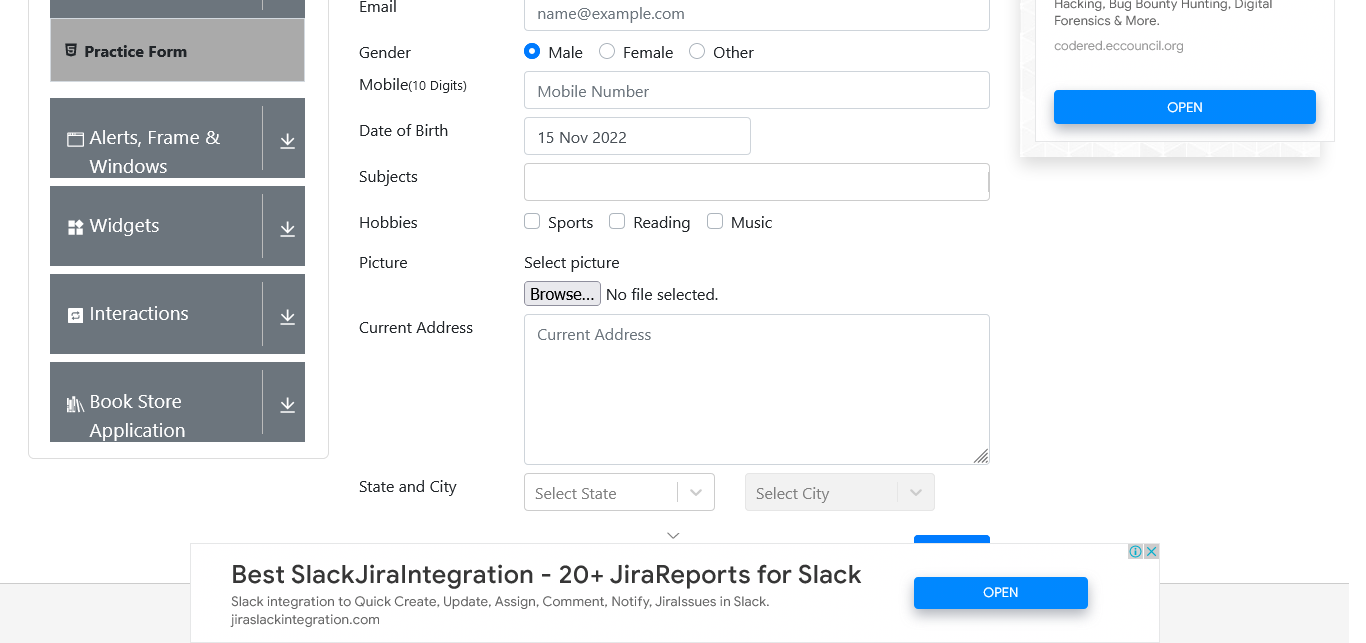 Email
name@example.com
Hacking, Bug Bounty Hunting, Digital
Forensics & More.
codered.eccouncil.org
OPEN
Practice Form
Gender
Male
Female
Other
Mobile(10 Digits)
Mobile Number
Alerts, Frame &
Windows
Date of Birth
15 Nov 2022
Subjects
Widgets
Hobbies
Sports
Reading
Music
Picture
Select picture
Browse...
No file selected.
Interactions
Current Address
Current Address
Book Store
Application
State and City
Select State
Select City
Best SlackJiraIntegration - 20+ JiraReports for Slack
Slack integration to Quick Create, Update, Assign, Comment, Notify, JiraIssues in Slack.
jiraslackintegration.com
OPEN